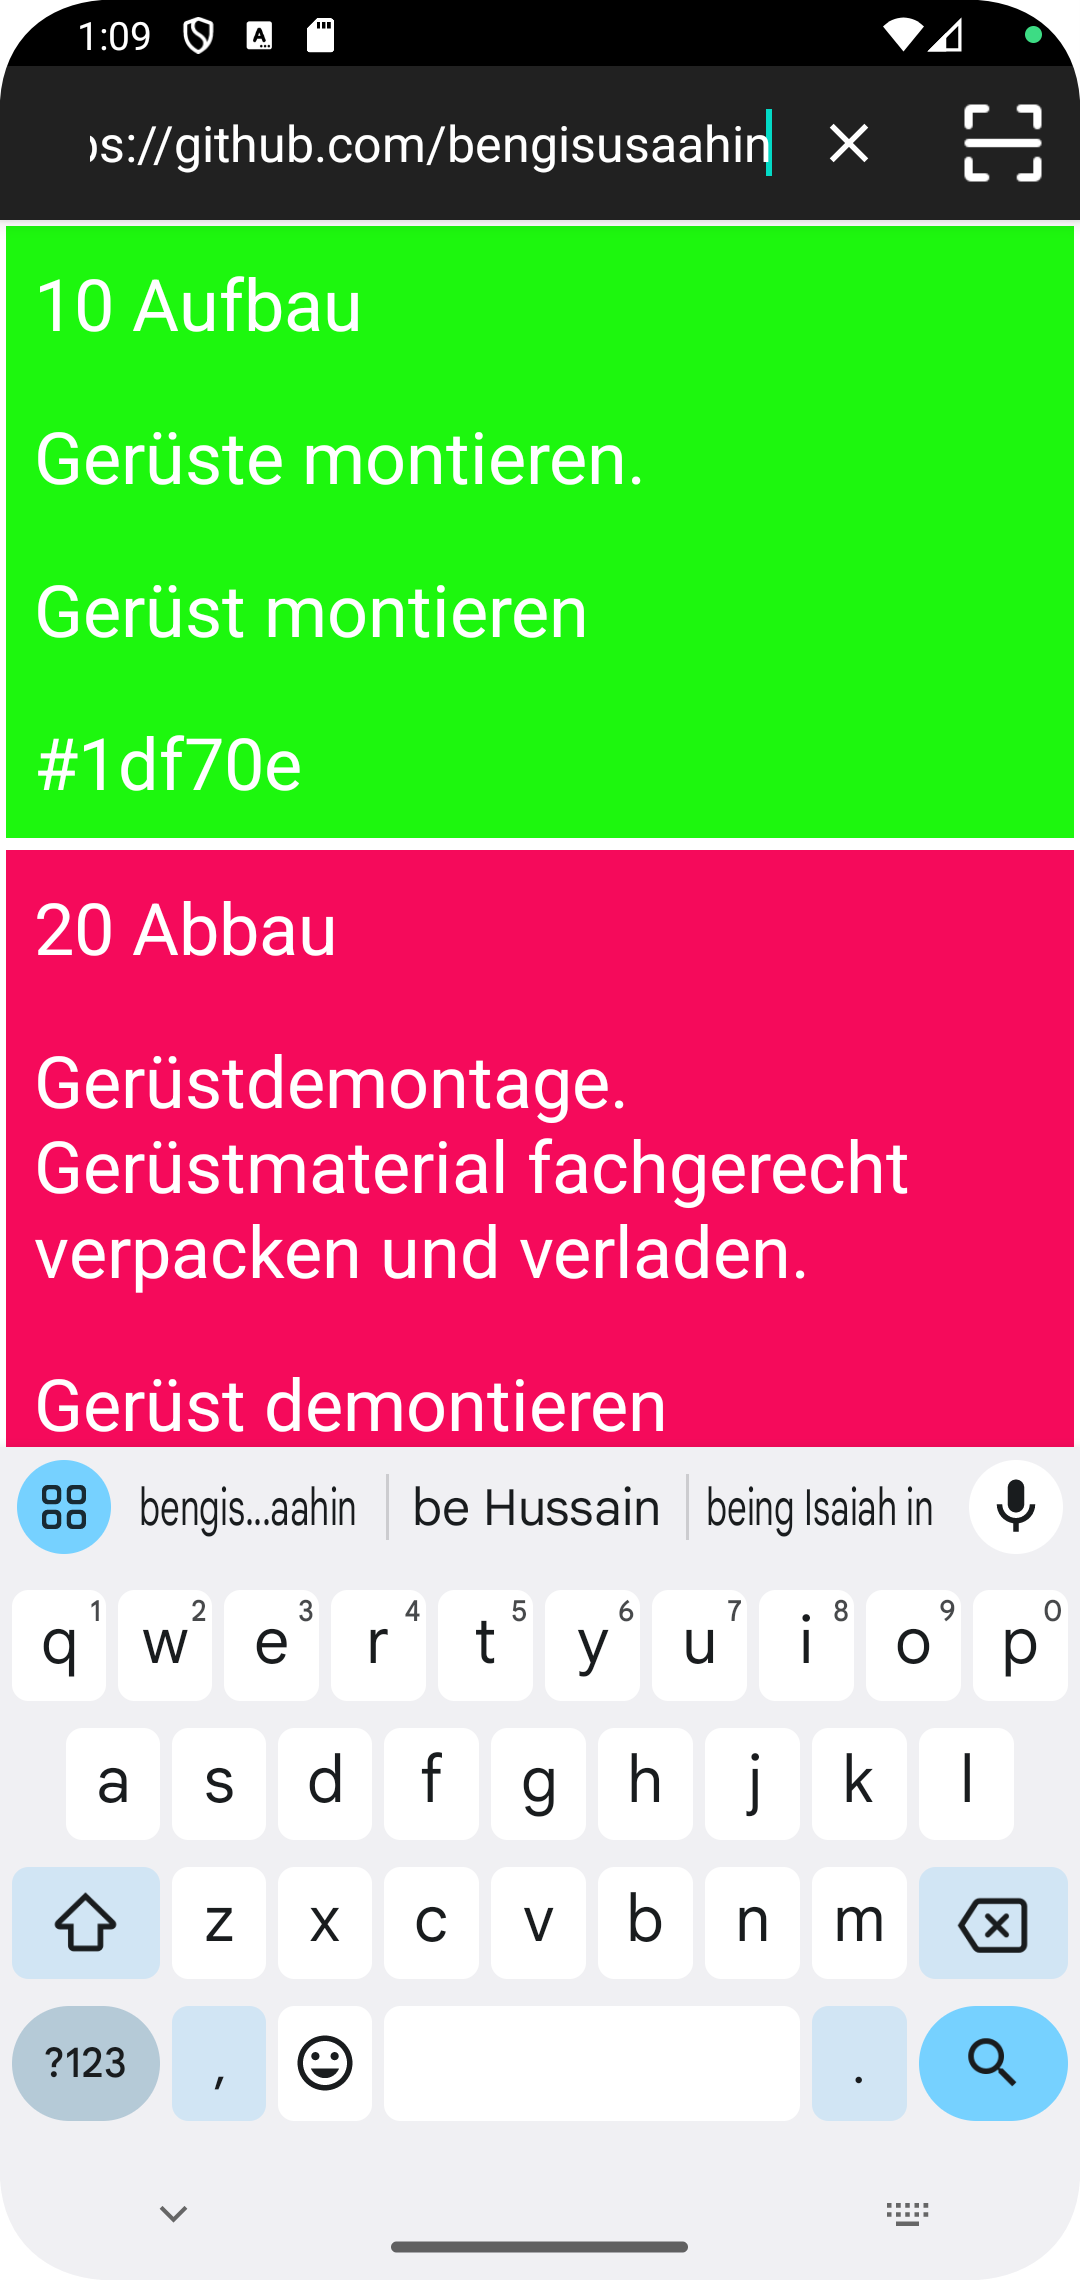 1:09
ps://github.com/bengisusaahin
10 Aufbau
Gerüste montieren.
Gerüst montieren
#1df70e
20 Abbau
Gerüstdemontage.
Gerüstmaterial fachgerecht
verpacken und verladen.
Gerüst demontieren
bengis...aahin be Hussain being Isaiah in
q 1 w 2 e 3 r 4 t 5 y 6 u 7 i 8 o 9 p 0
a s d f g h j k l
z x c v b n m
?123 , .